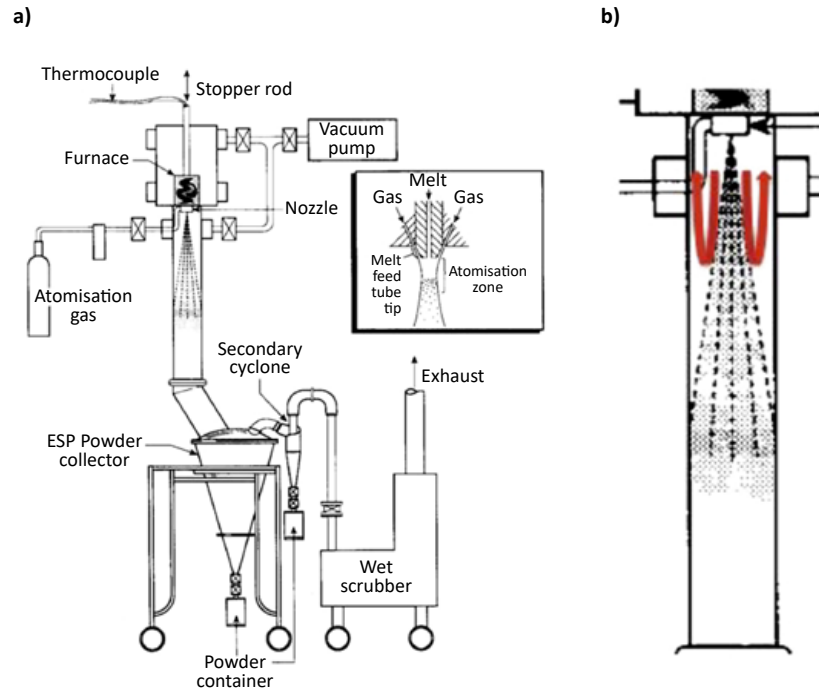 a)
b)
Thermocouple
Stopper rod
Vacuum
pump
Furnace
Nozzle
Melt
Gas
Gas
Melt
feed
tube
tip
Atomisation
zone
Atomisation
gas
Secondary
cyclone
Exhaust
ESP Powder
collector
Wet
scrubber
Powder
container